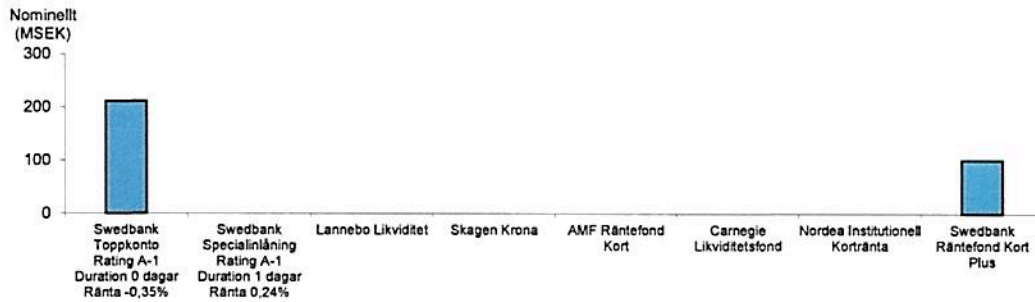 Nominellt
(MSEK)
300
200
100
0
Swedbank
Toppkonto
Rating A-1
Duration 0 dagar
Ränta -0,35%
Swedbank
Specialinlåning
Rating A-1
Duration 1 dagar
Ränta 0,24%
Lannebo Likviditet
Skagen Krona
AMF Räntefond
Kort
Carnegie
Likviditetsfond
Nordea Institutionell
Kortränta
Swedbank
Räntefond Kort
Plus